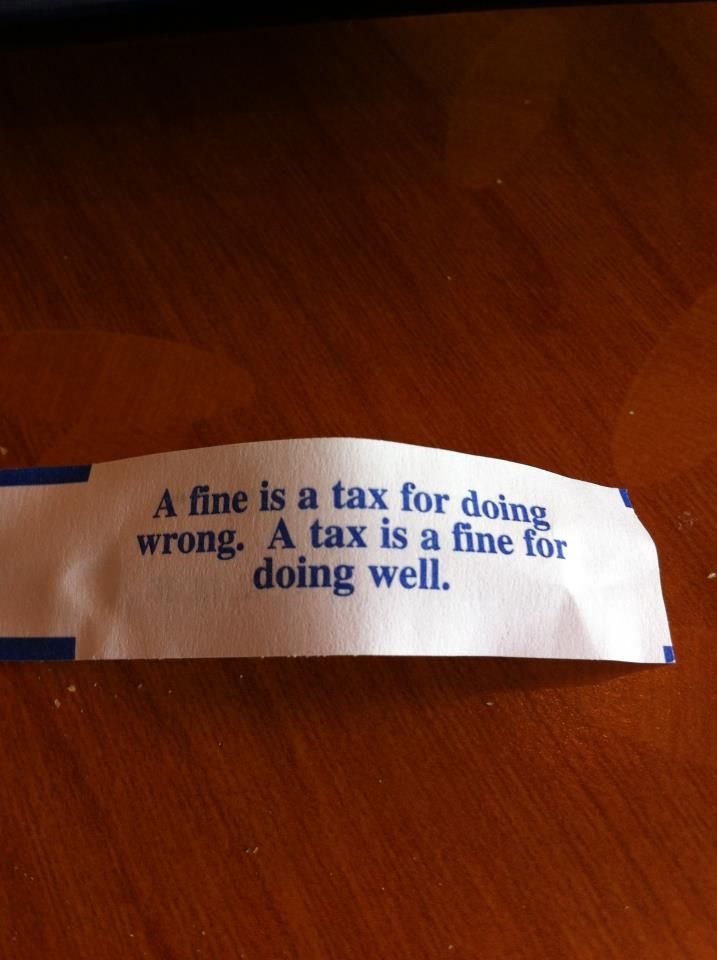 A fine is a tax for doing
wrong. A tax is a fine for
doing well.